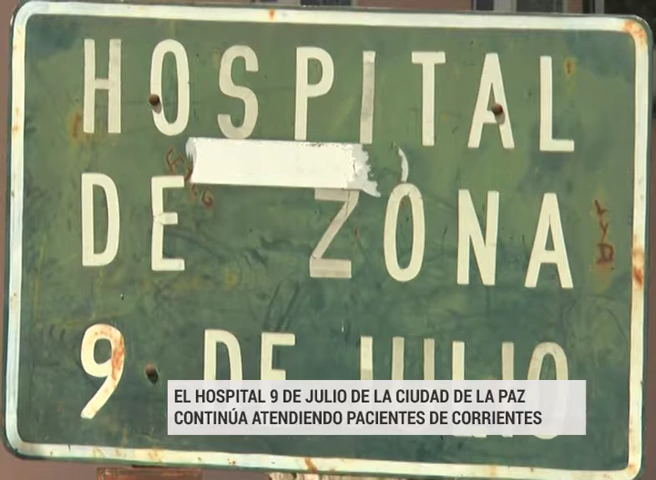 HOSPITAL
DE ZONA
9 DE JULIO
EL HOSPITAL 9 DE JULIO DE LA CIUDAD DE LA PAZ
CONTINÚA ATENDIENDO PACIENTES DE CORRIENTES